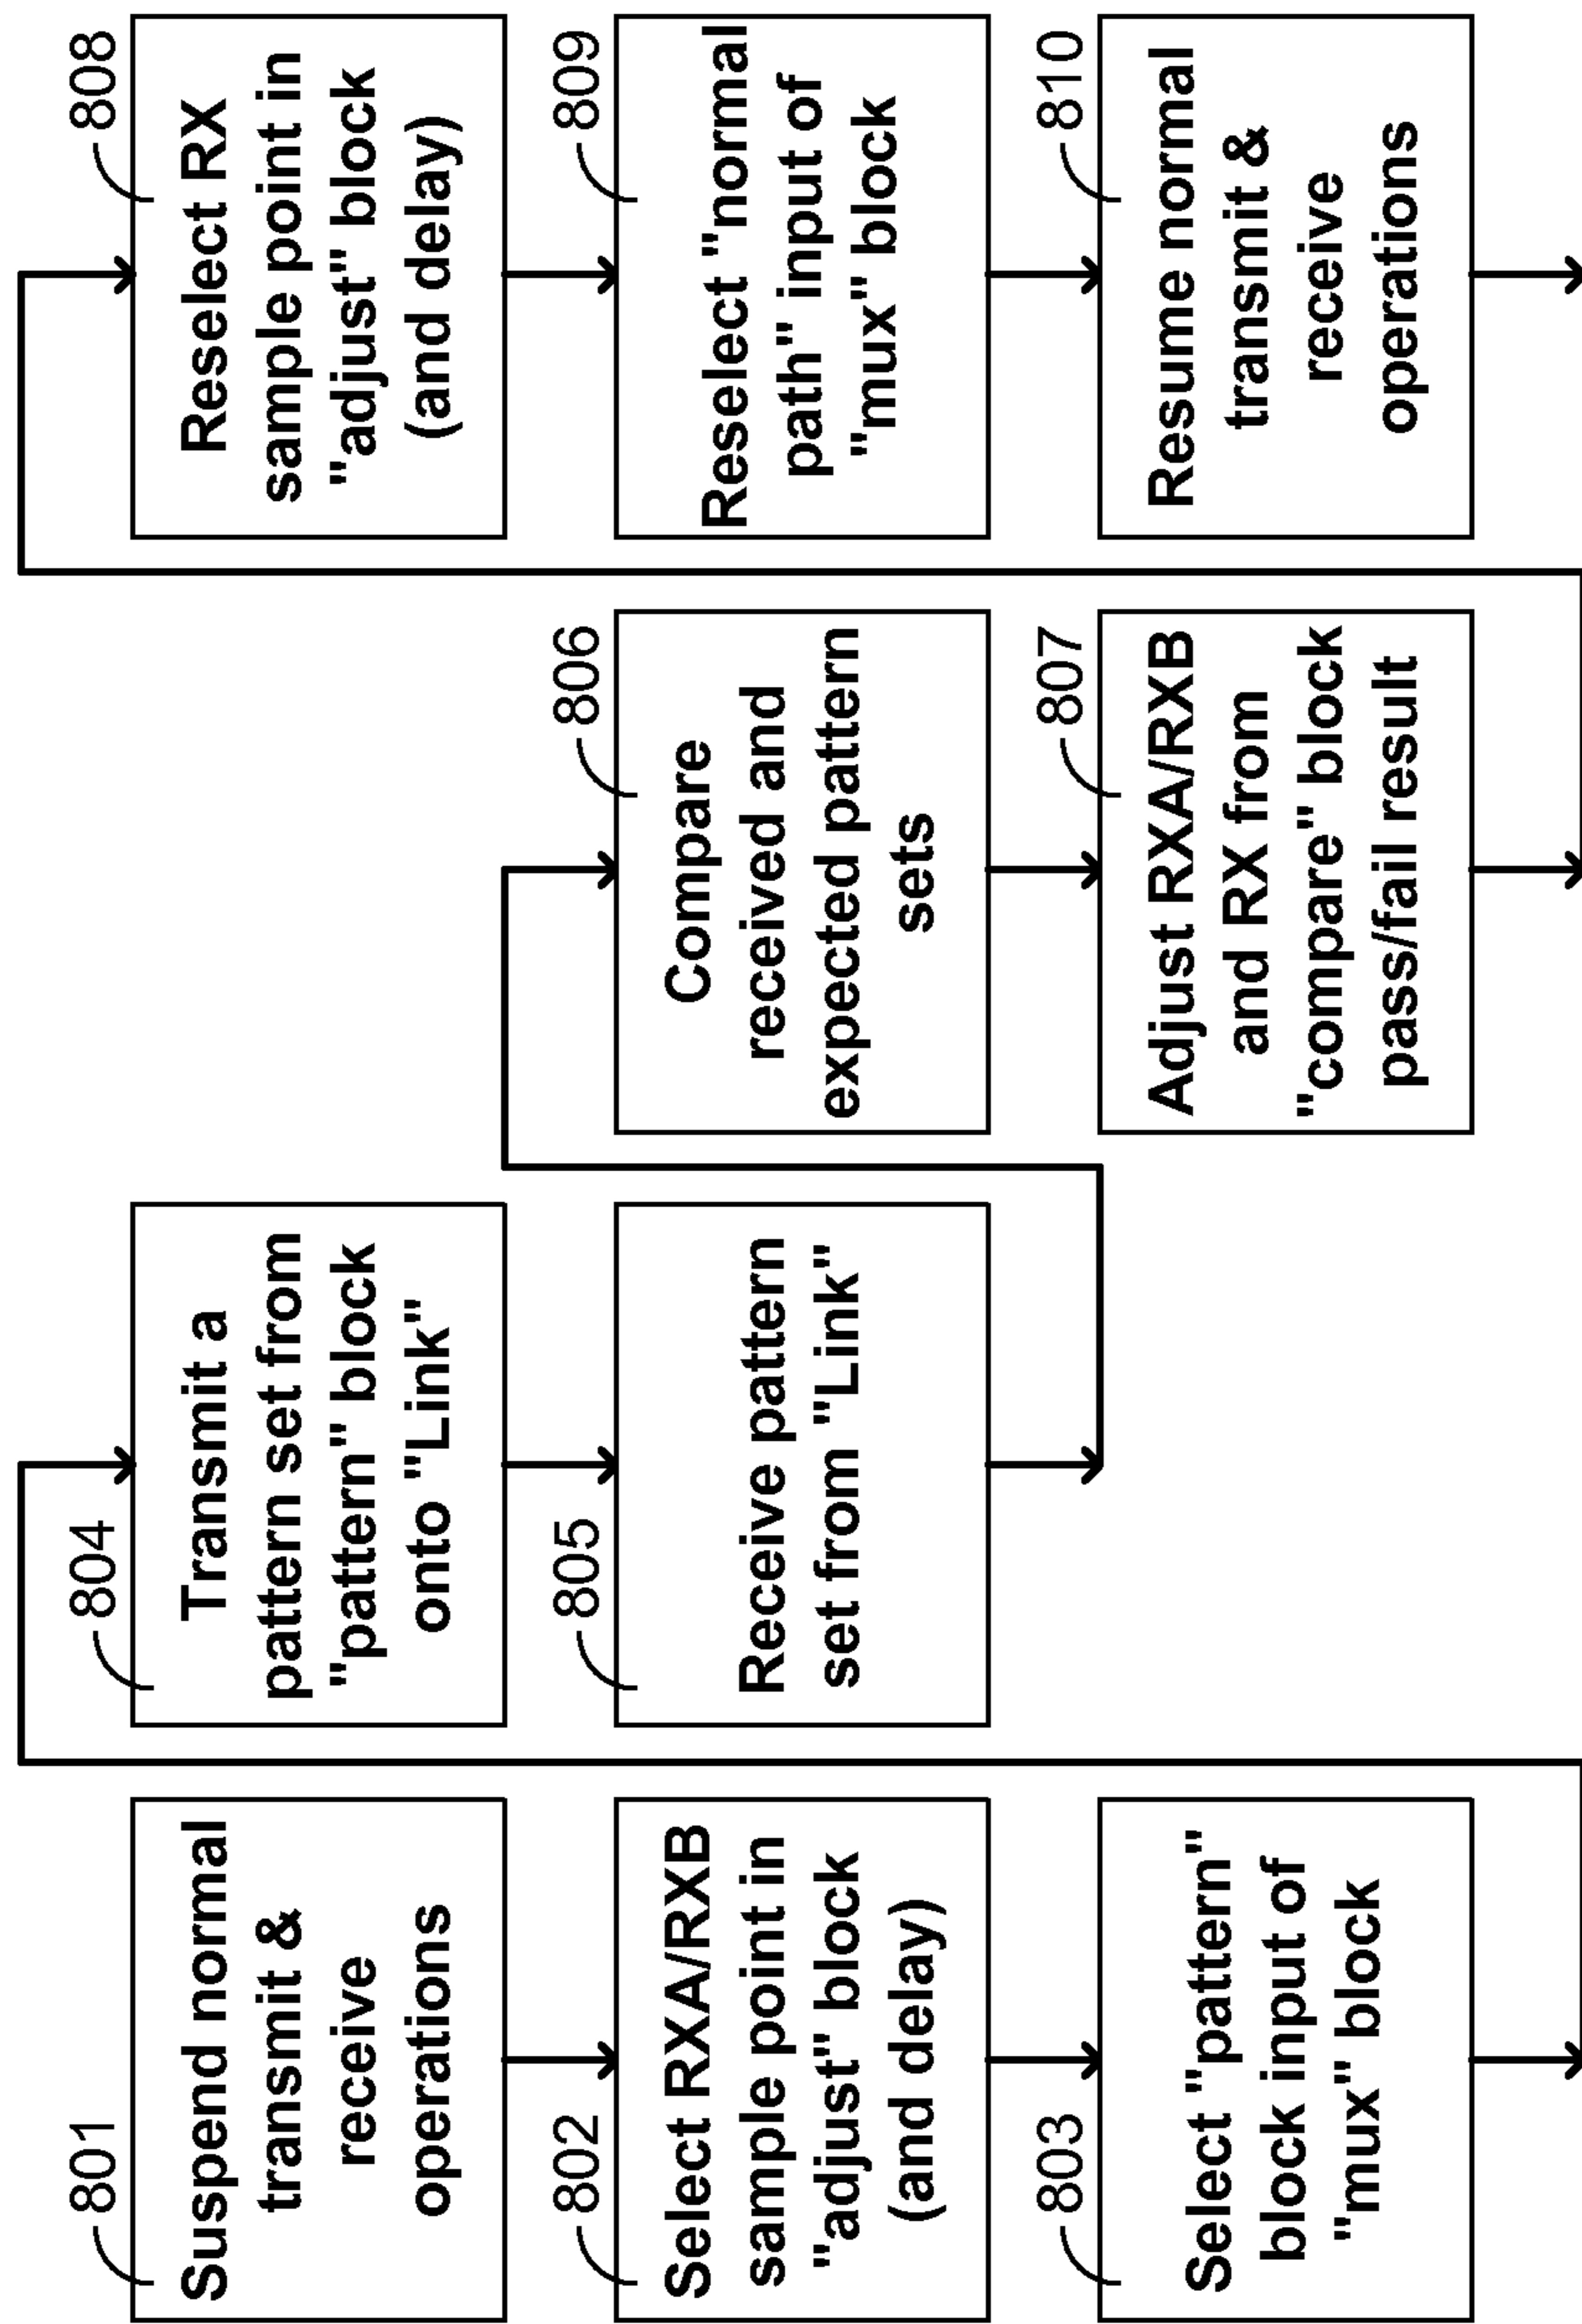 801
Suspend normal
transmit &
receive
operations
802
Select RXA/RXB
sample point in
"adjust" block
(and delay)
803
Select "pattern"
block input of
"mux" block
804
Transmit a
pattern set from
"pattern" block
onto "Link"
805
Receive pattern
set from "Link"
806
Compare
received and
expected pattern
sets
807
Adjust RXA/RXB
and RX from
"compare" block
pass/fail result
808
Reselect RX
sample point in
"adjust" block
(and delay)
809
Reselect "normal
path" input of
"mux" block
810
Resume normal
transmit &
receive
operations